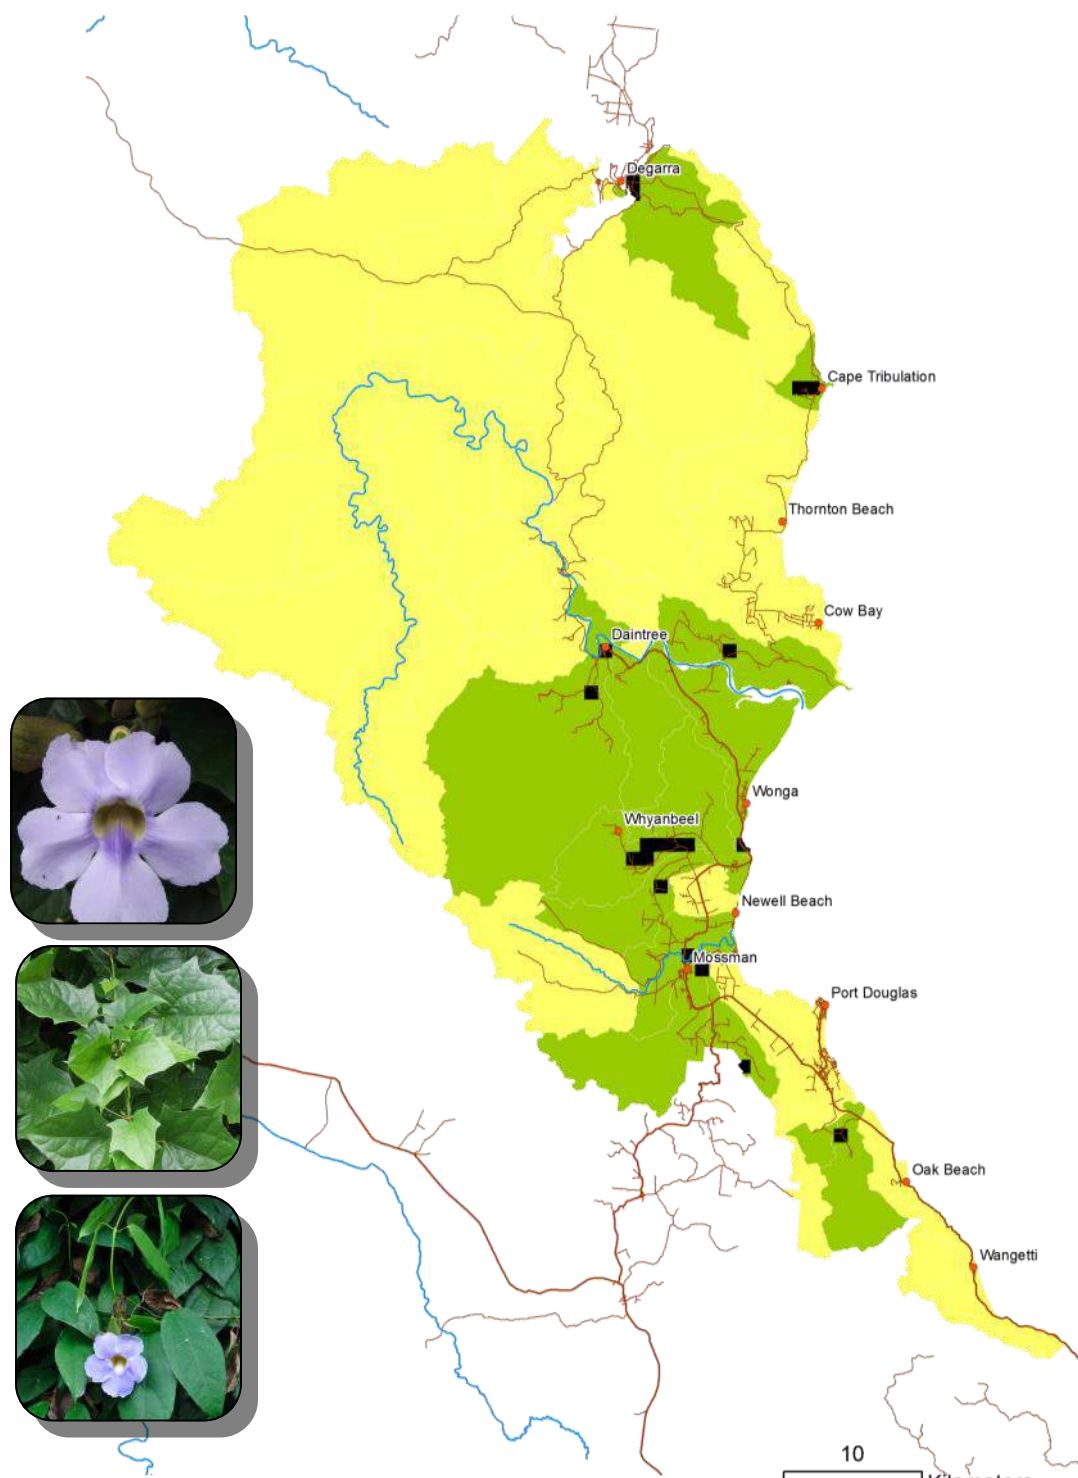 Degarra
Cape Tribulation
Thornton Beach
Cow Bay
Daintree
Wonga
Whyanbeel
Newell Beach
Mossman
Port Douglas
Oak Beach
Wangetti
10
Kilometers